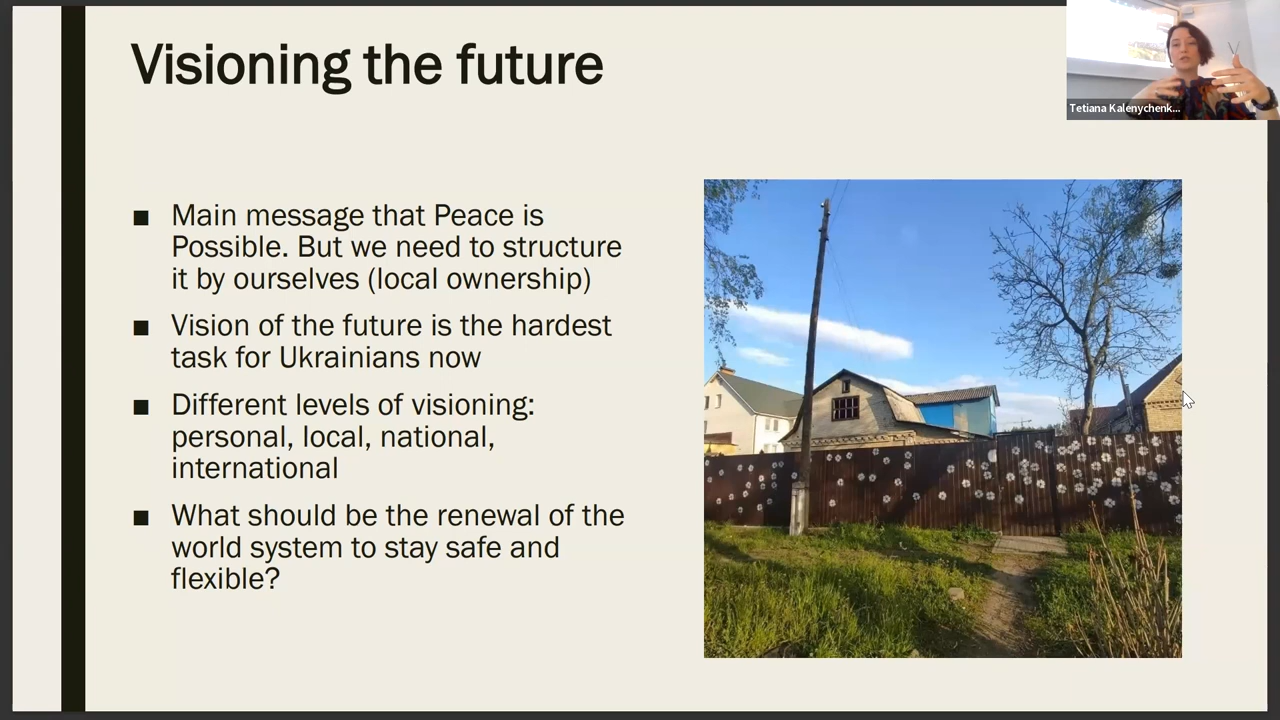 Visioning the future
Tetiana Kalenychenk...
■ Main message that Peace is
Possible. But we need to structure
it by ourselves (local ownership)
■ Vision of the future is the hardest
task for Ukrainians now
■ Different levels of visioning:
personal, local, national,
international
■ What should be the renewal of the
world system to stay safe and
flexible?